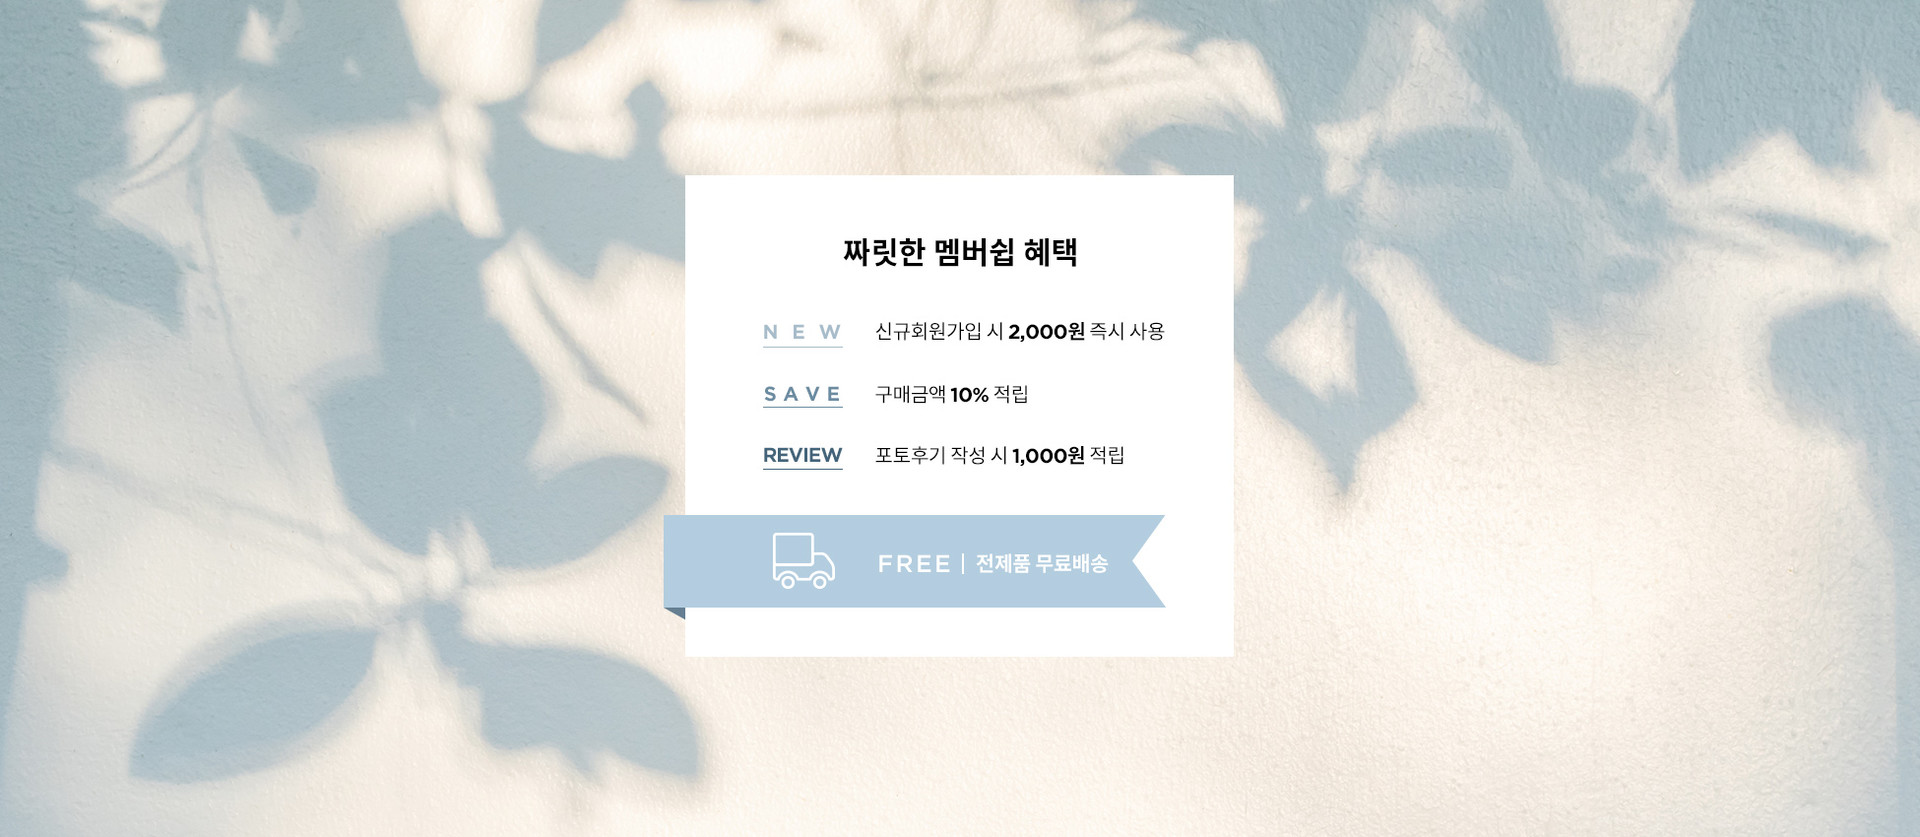 짜릿한 멤버쉽 혜택
NEW 신규회원가입 시 2,000원 즉시 사용
SAVE 구매금액 10% 적립
REVIEW 포토후기 작성 시 1,000원 적립
FREE | 전제품 무료배송